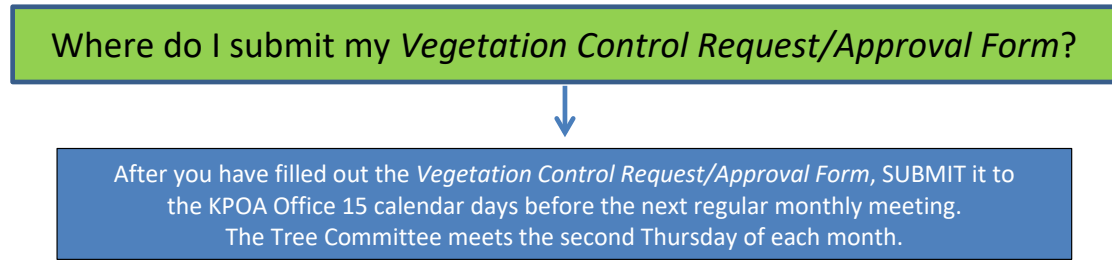 Where do I submit my Vegetation Control Request/Approval Form?
After you have filled out the Vegetation Control Request/Approval Form, SUBMIT it to
the KPOA Office 15 calendar days before the next regular monthly meeting.
The Tree Committee meets the second Thursday of each month.